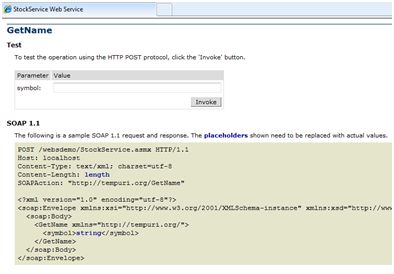 StockService Web Service
GetName
Test
To test the operation using the HTTP POST protocol, click the 'Invoke' button.
Parameter Value
symbol:
Invoke
SOAP 1.1
The following is a sample SOAP 1.1 request and response. The placeholders shown need to be replaced with actual values.
POST /websdemo/StockService.asmx HTTP/1.1
Host: localhost
Content-Type: text/xml; charset=utf-8
Content-Length: length
SOAPAction: "http://tempuri.org/GetName"
<?xml version="1.0" encoding="utf-8"?>
<soap:Envelope xmlns:xsi="http://www.w3.org/2001/XMLSchema-instance" xmlns:xsd="http://www
<soap:Body>
<GetName xmlns="http://tempuri.org/">
<symbol>string</symbol>
</GetName>
</soap:Body>
</soap:Envelope>